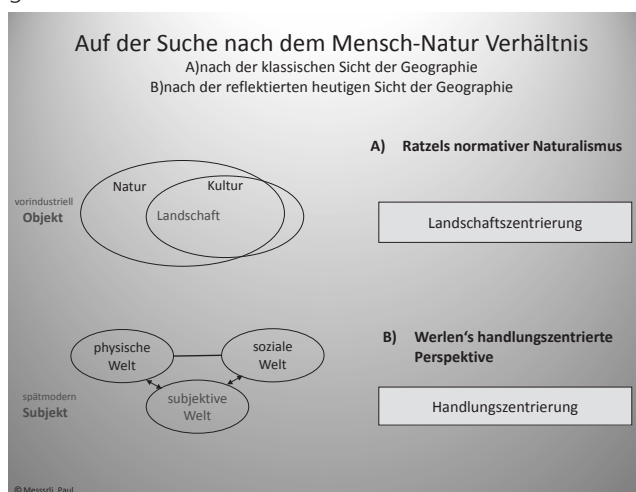 Auf der Suche nach dem Mensch-Natur Verhältnis
A)nach der klassischen Sicht der Geographie
B)nach der reflektierten heutigen Sicht der Geographie
A) Ratzels normativer Naturalismus
Natur
Kultur
vorindustriell
Objekt
Landschaft
Landschaftszentrierung
B) Werlen's handlungszentrierte
Perspektive
physische
Welt
soziale
Welt
spätmodern
Subjekt
subjektive
Welt
Handlungszentrierung
© Messrli, Paul